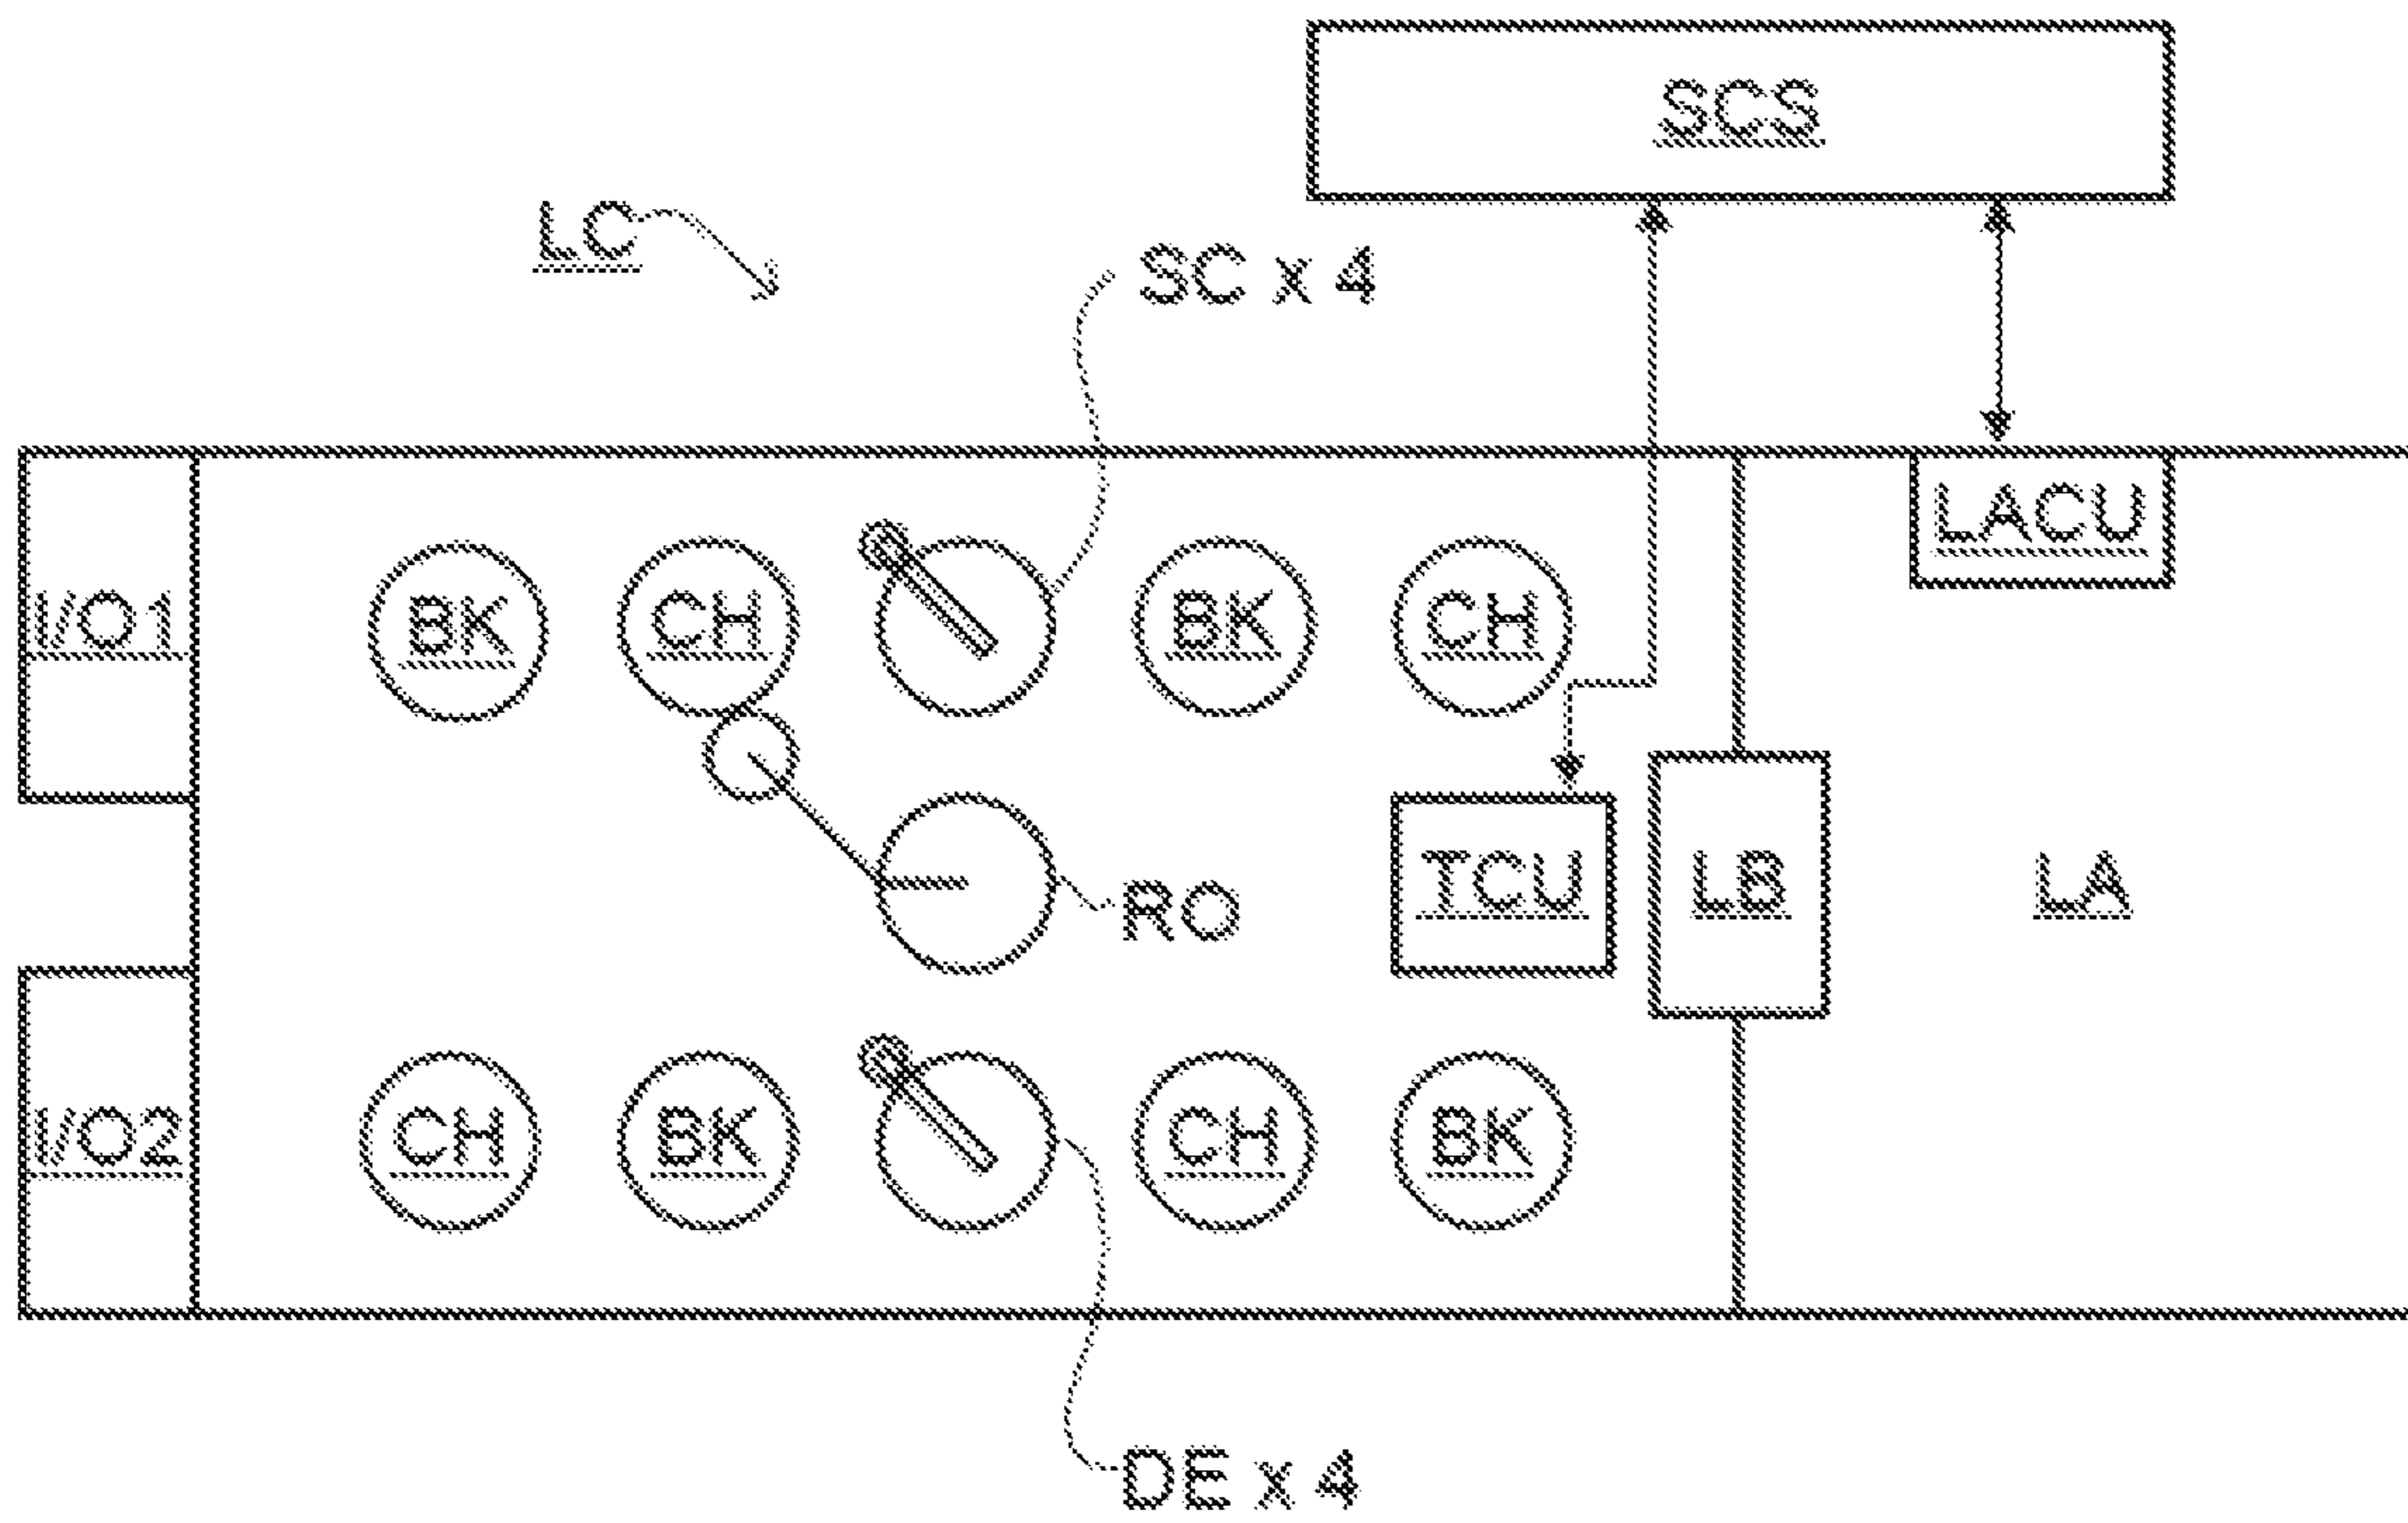 SCS
LC
SC x 4
LACU
I/O1
BK
CH
BK
CH
TCU
LB
LA
RO
I/O2
CH
BK
CH
BK
DE x 4